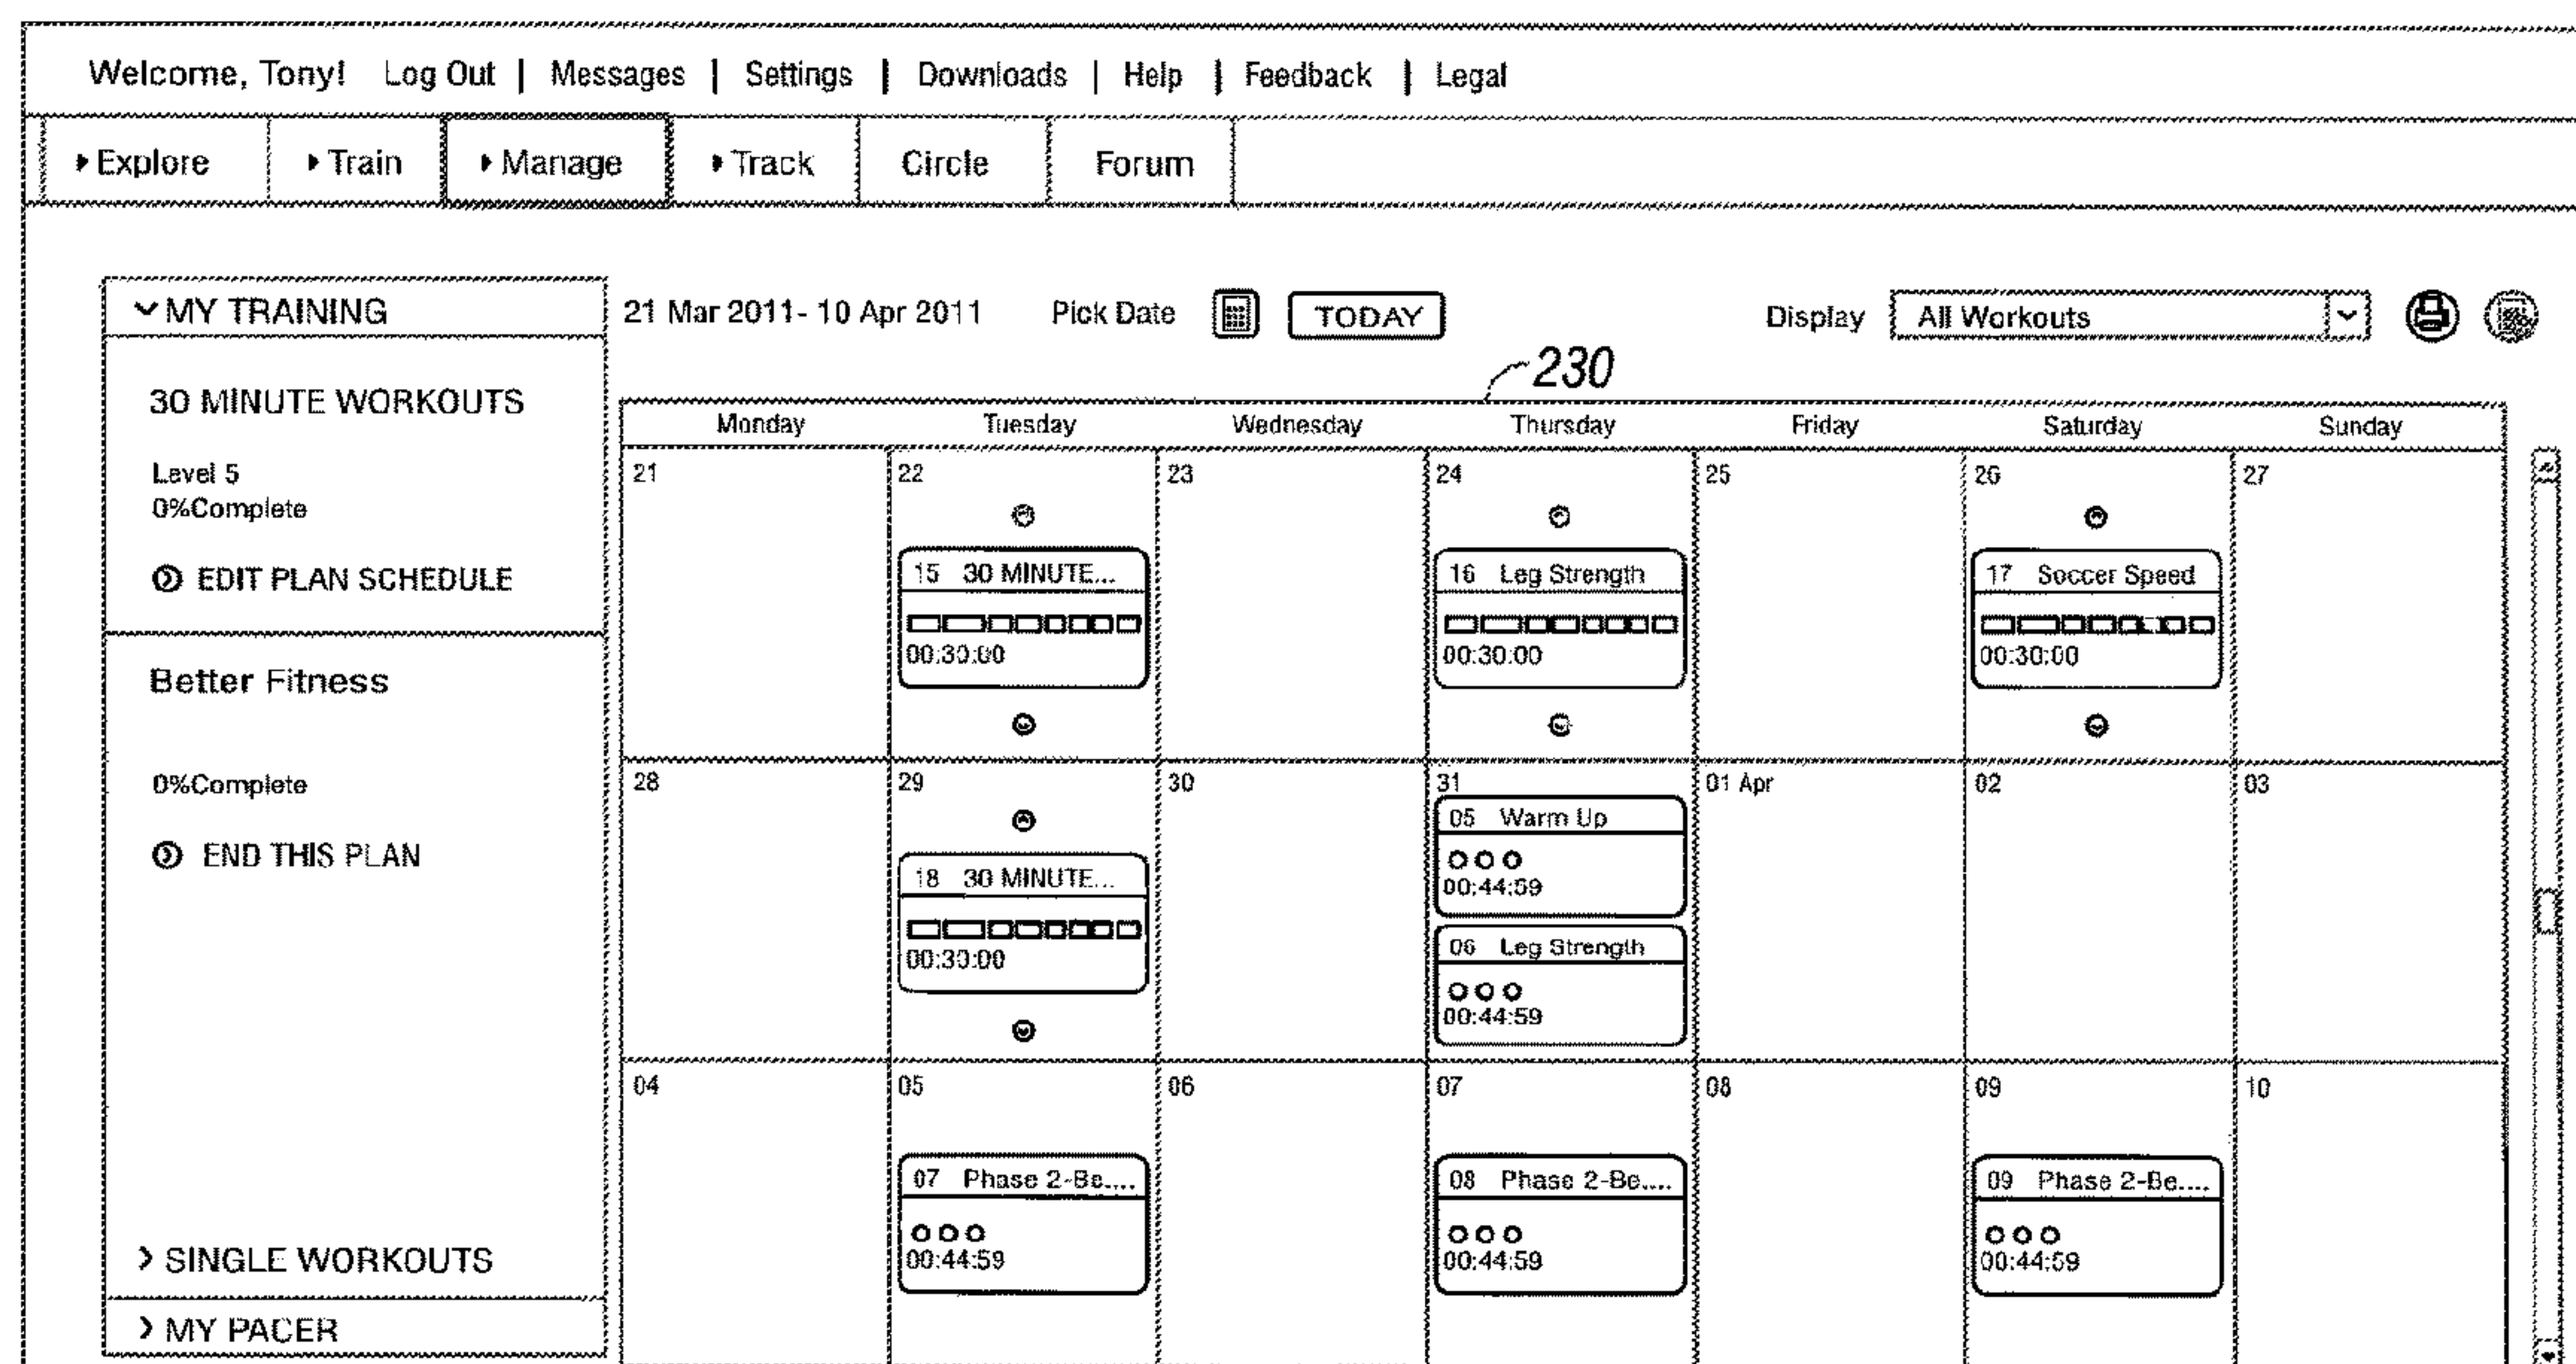 Welcome, Tony! Log Out | Messages | Settings | Downloads | Help | Feedback | Legal
Explore Train Manage Track Circle Forum
MY TRAINING
30 MINUTE WORKOUTS
Level 5
0%Complete
EDIT PLAN SCHEDULE
Better Fitness
0%Complete
END THIS PLAN
SINGLE WORKOUTS
MY PACER
21 Mar 2011- 10 Apr 2011 Pick Date TODAY Display All Workouts
230
Monday Tuesday Wednesday Thursday Friday Saturday Sunday
21 22 23 24 25 26 27
15 30 MINUTE... 16 Leg Strength 17 Soccer Speed
00:30:00 00:30:00 00:30:00
28 29 30 31 01 Apr 02 03
05 Warm Up
00:44:59
18 30 MINUTE... 06 Leg Strength
00:30:00 00:44:59
04 05 06 07 08 09 10
07 Phase 2-Be.... 08 Phase 2-Be.... 09 Phase 2-Be....
00:44:59 00:44:59 00:44:59